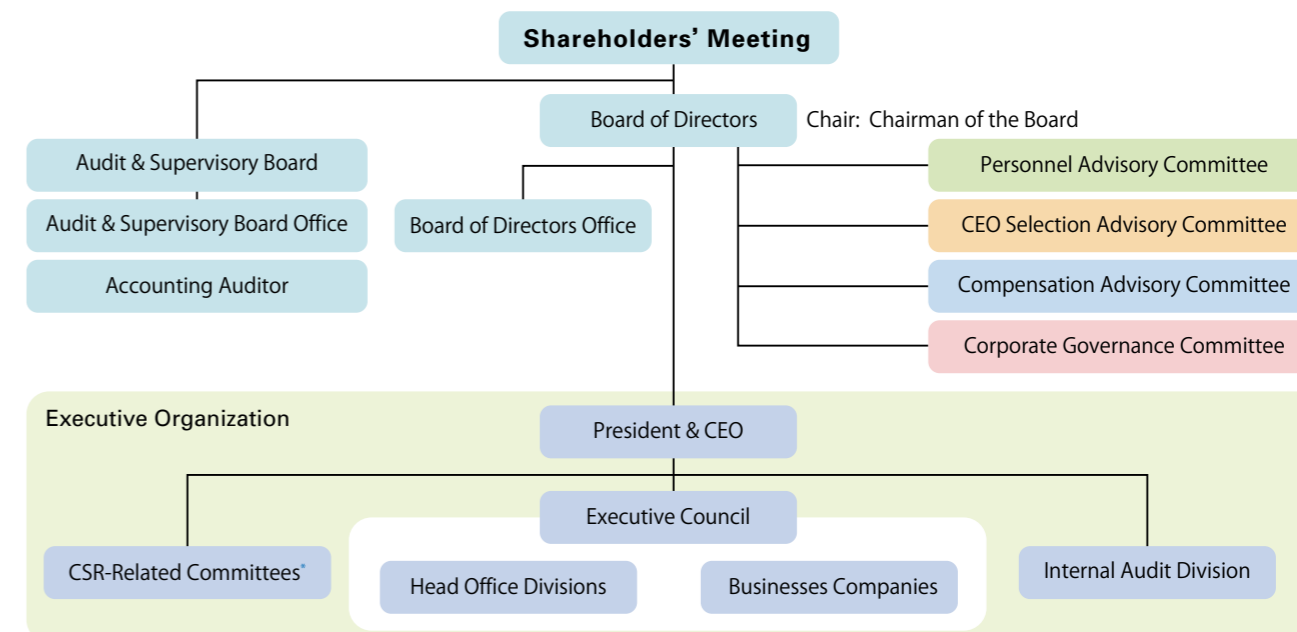 Shareholders’ Meeting
Board of Directors
Chair: Chairman of the Board
Audit & Supervisory Board
Personnel Advisory Committee
Audit & Supervisory Board Office
Board of Directors Office
CEO Selection Advisory Committee
Accounting Auditor
Compensation Advisory Committee
Corporate Governance Committee
Executive Organization
President & CEO
Executive Council
CSR-Related Committees*
Head Office Divisions
Businesses Companies
Internal Audit Division